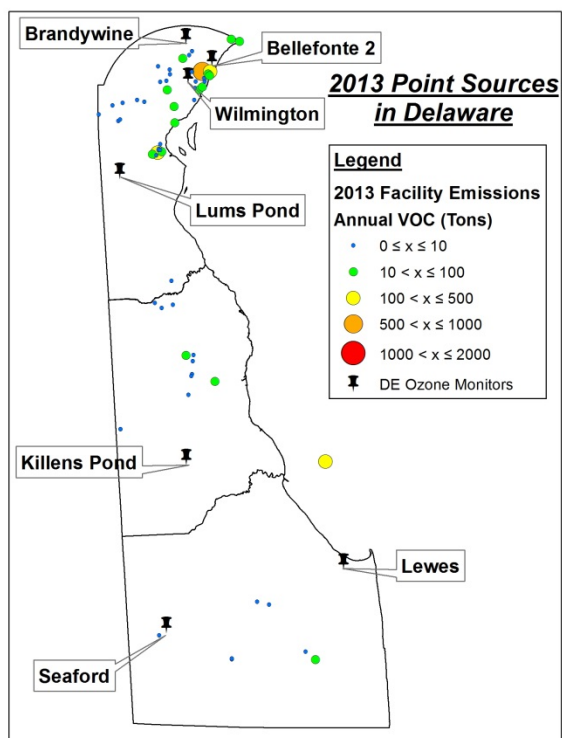 Brandywine
Bellefonte 2
2013 Point Sources
in Delaware
Wilmington
Legend
2013 Facility Emissions
Annual VOC (Tons)
0 ≤ x ≤ 10
10 < x ≤ 100
100 < x ≤ 500
500 < x ≤ 1000
1000 < x ≤ 2000
DE Ozone Monitors
Lums Pond
Killens Pond
Lewes
Seaford